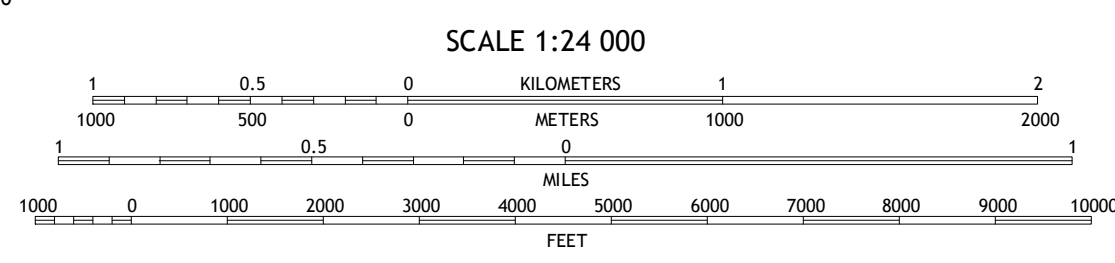 SCALE 1:24 000
1 0.5 0 KILOMETERS 1 2
1000 500 0 METERS 1000 2000
1 0.5 0 1
MILES
1000 0 1000 2000 3000 4000 5000 6000 7000 8000 9000 10000
FEET